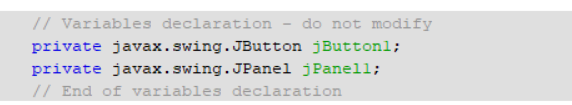 // Variables declaration - do not modify
private javax.swing.JButton jButton1;
private javax.swing.JPanel jPanel1;
// End of variables declaration